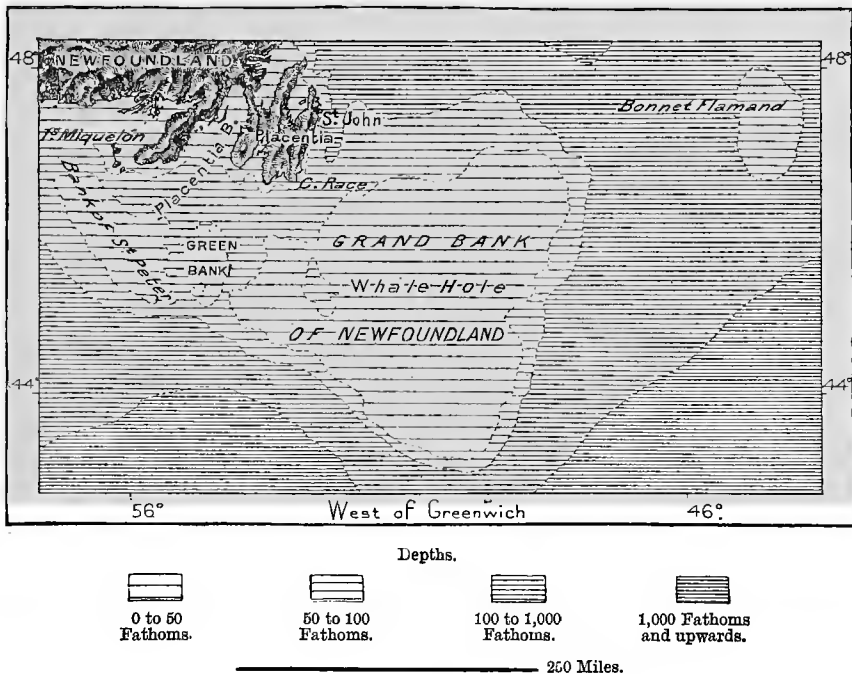 48°
48°
NEWFOUNDLAND
Bonnet Flamand
St. John
Is Miquelon
Placentia
Placentia B.
C. Race
Bank of St. Peter
GREEN
BANK
GRAND BANK
Whale Hole
OF NEWFOUNDLAND
44°
44°
56°
West of Greenwich
46°
Depths.
0 to 50
Fathoms.
50 to 100
Fathoms.
100 to 1,000
Fathoms.
1,000 Fathoms
and upwards.
250 Miles.